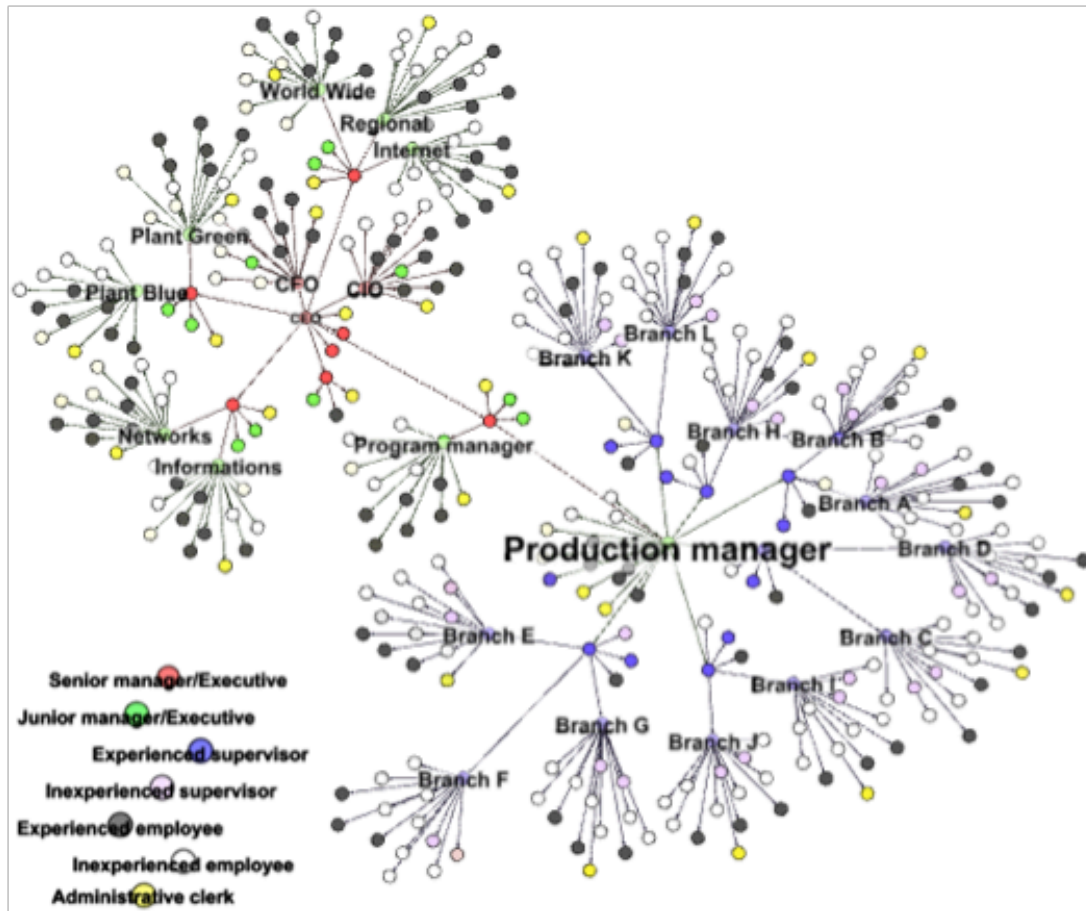 World Wide
Regional
Internet
Plant Green
CFO
CIO
Plant Blue
CEO
Branch L
Branch K
Networks
Program manager
Branch H
Branch B
Informations
Branch A
Production manager
Branch D
Branch E
Branch C
Senior manager/Executive
Branch I
Junior manager/Executive
Branch G
Experienced supervisor
Branch J
Branch F
Inexperienced supervisor
Experienced employee
Inexperienced employee
Administrative clerk